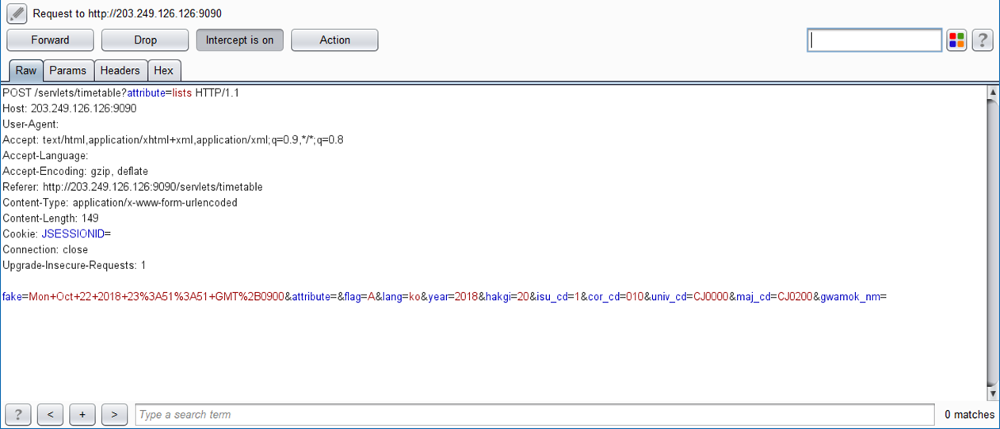 Request to http://203.249.126.126:9090
Forward Drop Intercept is on Action ?
Raw Params Headers Hex
POST /servlets/timetable?attribute=lists HTTP/1.1
Host: 203.249.126.126:9090
User-Agent:
Accept: text/html,application/xhtml+xml,application/xml;q=0.9,*/*;q=0.8
Accept-Language:
Accept-Encoding: gzip, deflate
Referer: http://203.249.126.126:9090/servlets/timetable
Content-Type: application/x-www-form-urlencoded
Content-Length: 149
Cookie: JSESSIONID=
Connection: close
Upgrade-Insecure-Requests: 1
fake=Mon+Oct+22+2018+23%3A51%3A51+GMT%2B0900&attribute=&flag=A&lang=ko&year=2018&hakgi=20&isu_cd=1&cor_cd=010&univ_cd=CJ0000&maj_cd=CJ0200&gwamok_nm=
? < + > Type a search term 0 matches